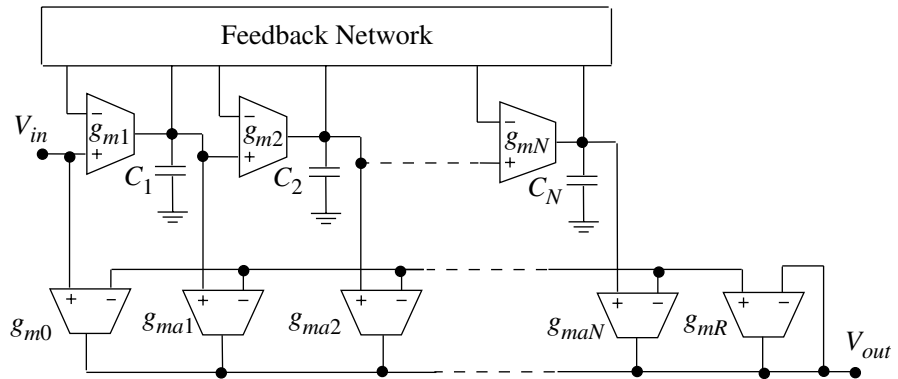 Feedback Network
V_in
g_m1
g_m2
g_mN
−
+
−
+
−
+
C_1
C_2
C_N
+ −
+ −
+ −
+ −
+ −
g_m0
g_ma1
g_ma2
g_maN
g_mR
V_out